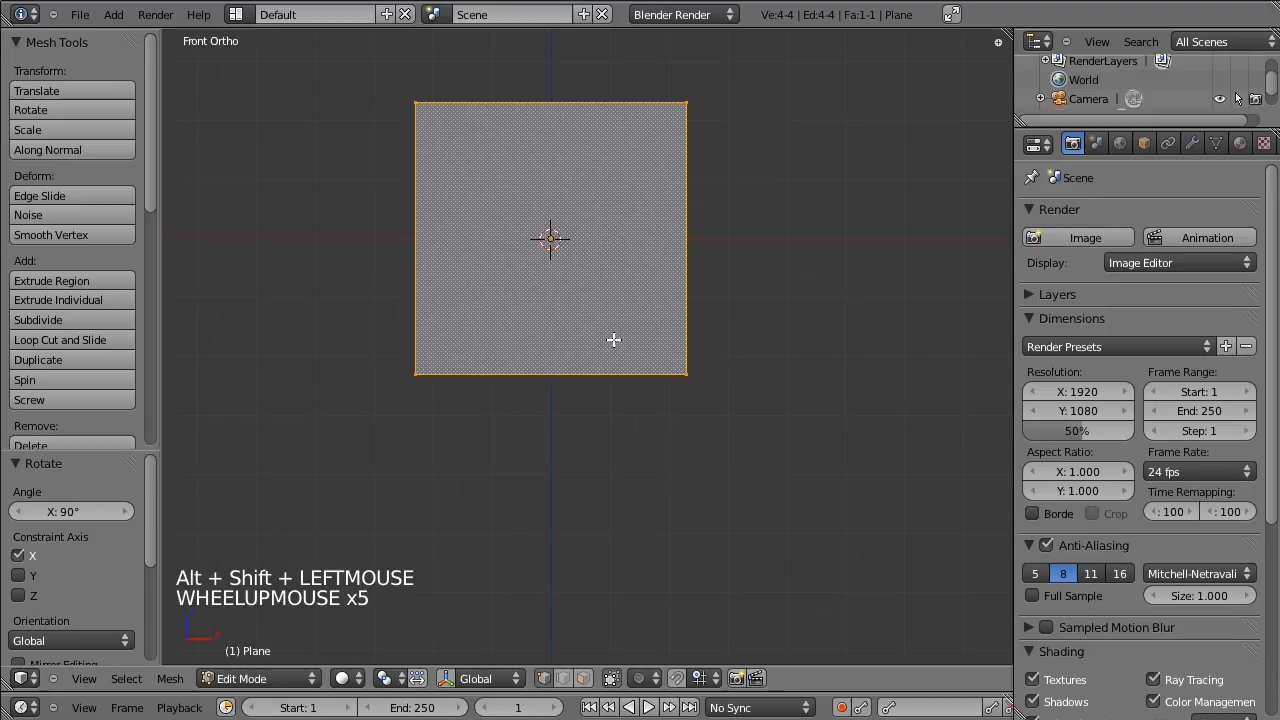 File Add Render Help Default Scene Blender Render Ve:4-4 | Ed:4-4 | Fa:1-1 | Plane
Mesh Tools
Transform:
Translate
Rotate
Scale
Along Normal
Deform:
Edge Slide
Noise
Smooth Vertex
Add:
Extrude Region
Extrude Individual
Subdivide
Loop Cut and Slide
Duplicate
Spin
Screw
Remove:
Delete
Rotate
Angle
X: 90°
Constraint Axis
X
Y
Z
Orientation
Global
Mirror Editing
Front Ortho
Alt + Shift + LEFTMOUSE
WHEELUPMOUSE x5
x
(1) Plane
View Select Mesh Edit Mode Global
View Frame Playback Start: 1 End: 250 1 No Sync
View Search All Scenes
RenderLayers |
World
Camera |
Scene
Render
Image Animation
Display: Image Editor
Layers
Dimensions
Render Presets
Resolution: Frame Range:
X: 1920 Start: 1
Y: 1080 End: 250
50% Step: 1
Aspect Ratio: Frame Rate:
X: 1.000 24 fps
Y: 1.000 Time Remapping:
Borde Crop : 100 : 100
Anti-Aliasing
5 8 11 16 Mitchell-Netravali
Full Sample Size: 1.000
Sampled Motion Blur
Shading
Textures Ray Tracing
Shadows Color Managemen